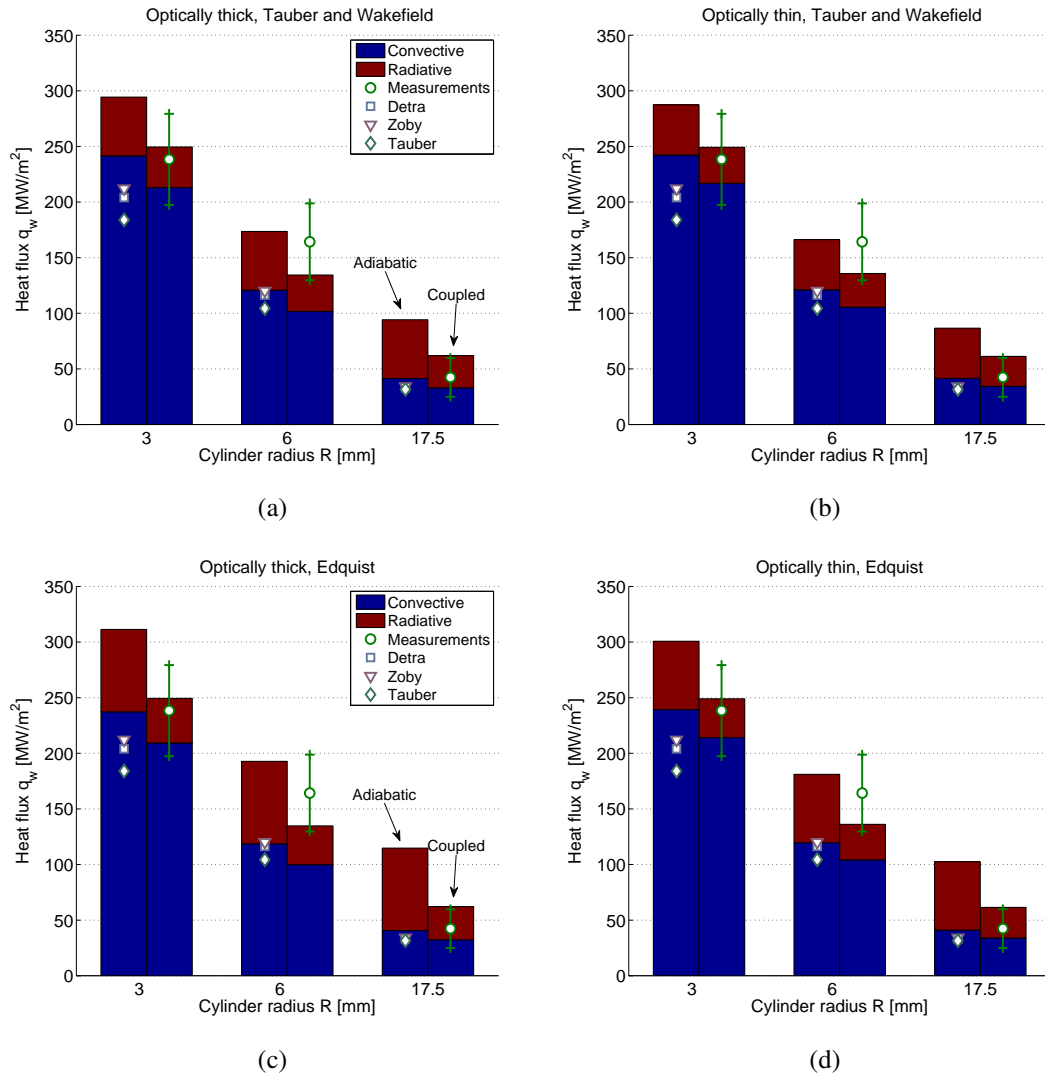 Optically thick, Tauber and Wakefield
350
300
250
200
150
100
50
0
Heat flux q_w [MW/m²]
Convective
Radiative
Measurements
Detra
Zoby
Tauber
Adiabatic
Coupled
3 6 17.5
Cylinder radius R [mm]
(a)
Optically thin, Tauber and Wakefield
350
300
250
200
150
100
50
0
Heat flux q_w [MW/m²]
3 6 17.5
Cylinder radius R [mm]
(b)
Optically thick, Edquist
350
300
250
200
150
100
50
0
Heat flux q_w [MW/m²]
Convective
Radiative
Measurements
Detra
Zoby
Tauber
Adiabatic
Coupled
3 6 17.5
Cylinder radius R [mm]
(c)
Optically thin, Edquist
350
300
250
200
150
100
50
0
Heat flux q_w [MW/m²]
3 6 17.5
Cylinder radius R [mm]
(d)